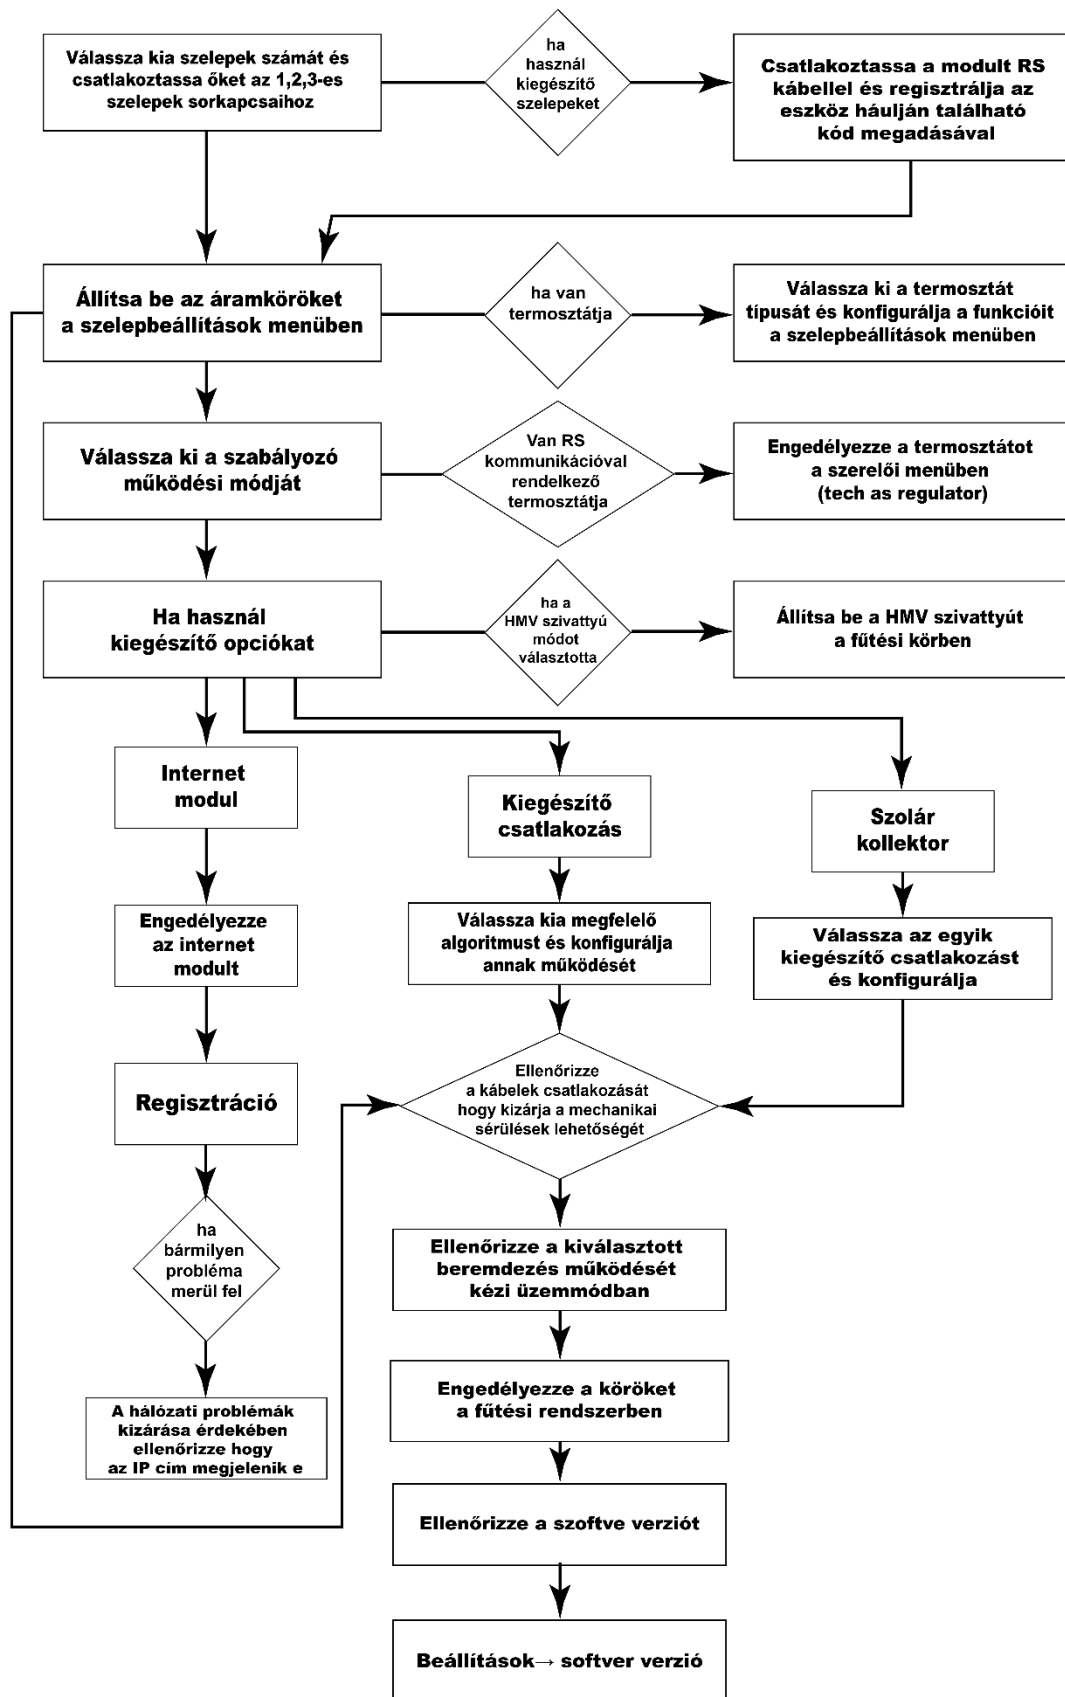 Válassza kia szelepek számát és
csatlakoztassa őket az 1,2,3-es
szelepek sorkapcsaihoz
ha
használ
kiegészítő
szelepeket
Csatlakoztassa a modult RS
kábellel és regisztrálja az
eszköz háulján található
kód megadásával
Állítsa be az áramköröket
a szelepbeállítások menüben
ha van
termosztátja
Válassza ki a termosztát
típusát és konfigurálja a funkcióit
a szelepbeállítások menüben
Válassza ki a szabályozó
működési módját
Van RS
kommunikációval
rendelkező
termosztátja
Engedélyezze a termosztátot
a szerelői menüben
(tech as regulator)
Ha használ
kiegészítő opciókat
ha a
HMV szivattyú
módot
választotta
Állítsa be a HMV szivattyút
a fűtési körben
Internet
modul
Kiegészítő
csatlakozás
Szolár
kollektor
Engedélyezze
az internet
modult
Válassza kia megfelelő
algoritmust és konfigurálja
annak működését
Válassza az egyik
kiegészítő csatlakozást
és konfigurálja
Regisztráció
Ellenőrizze
a kábelek csatlakozását
hogy kizárja a mechanikai
sérülések lehetőségét
ha
bármilyen
probléma
merül fel
Ellenőrizze a kiválasztott
beremdezés működését
kézi üzemmódban
A hálózati problémák
kizárása érdekében
ellenőrizze hogy
az IP cím megjelenik e
Engedélyezze a köröket
a fűtési rendszerben
Ellenőrizze a szoftve verziót
Beállítások→ softver verzió